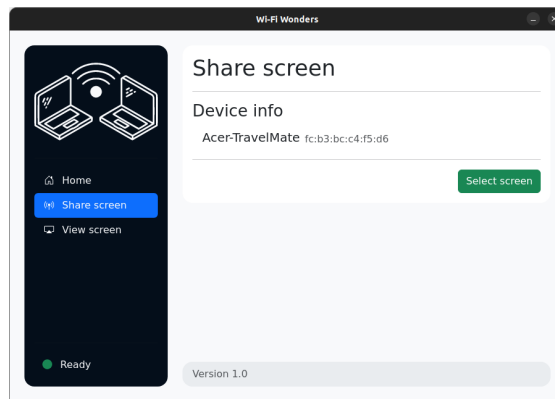 Wi-Fi Wonders
Share screen
Device info
Acer-TravelMate fc:b3:bc:c4:f5:d6
Select screen
Home
Share screen
View screen
Ready
Version 1.0